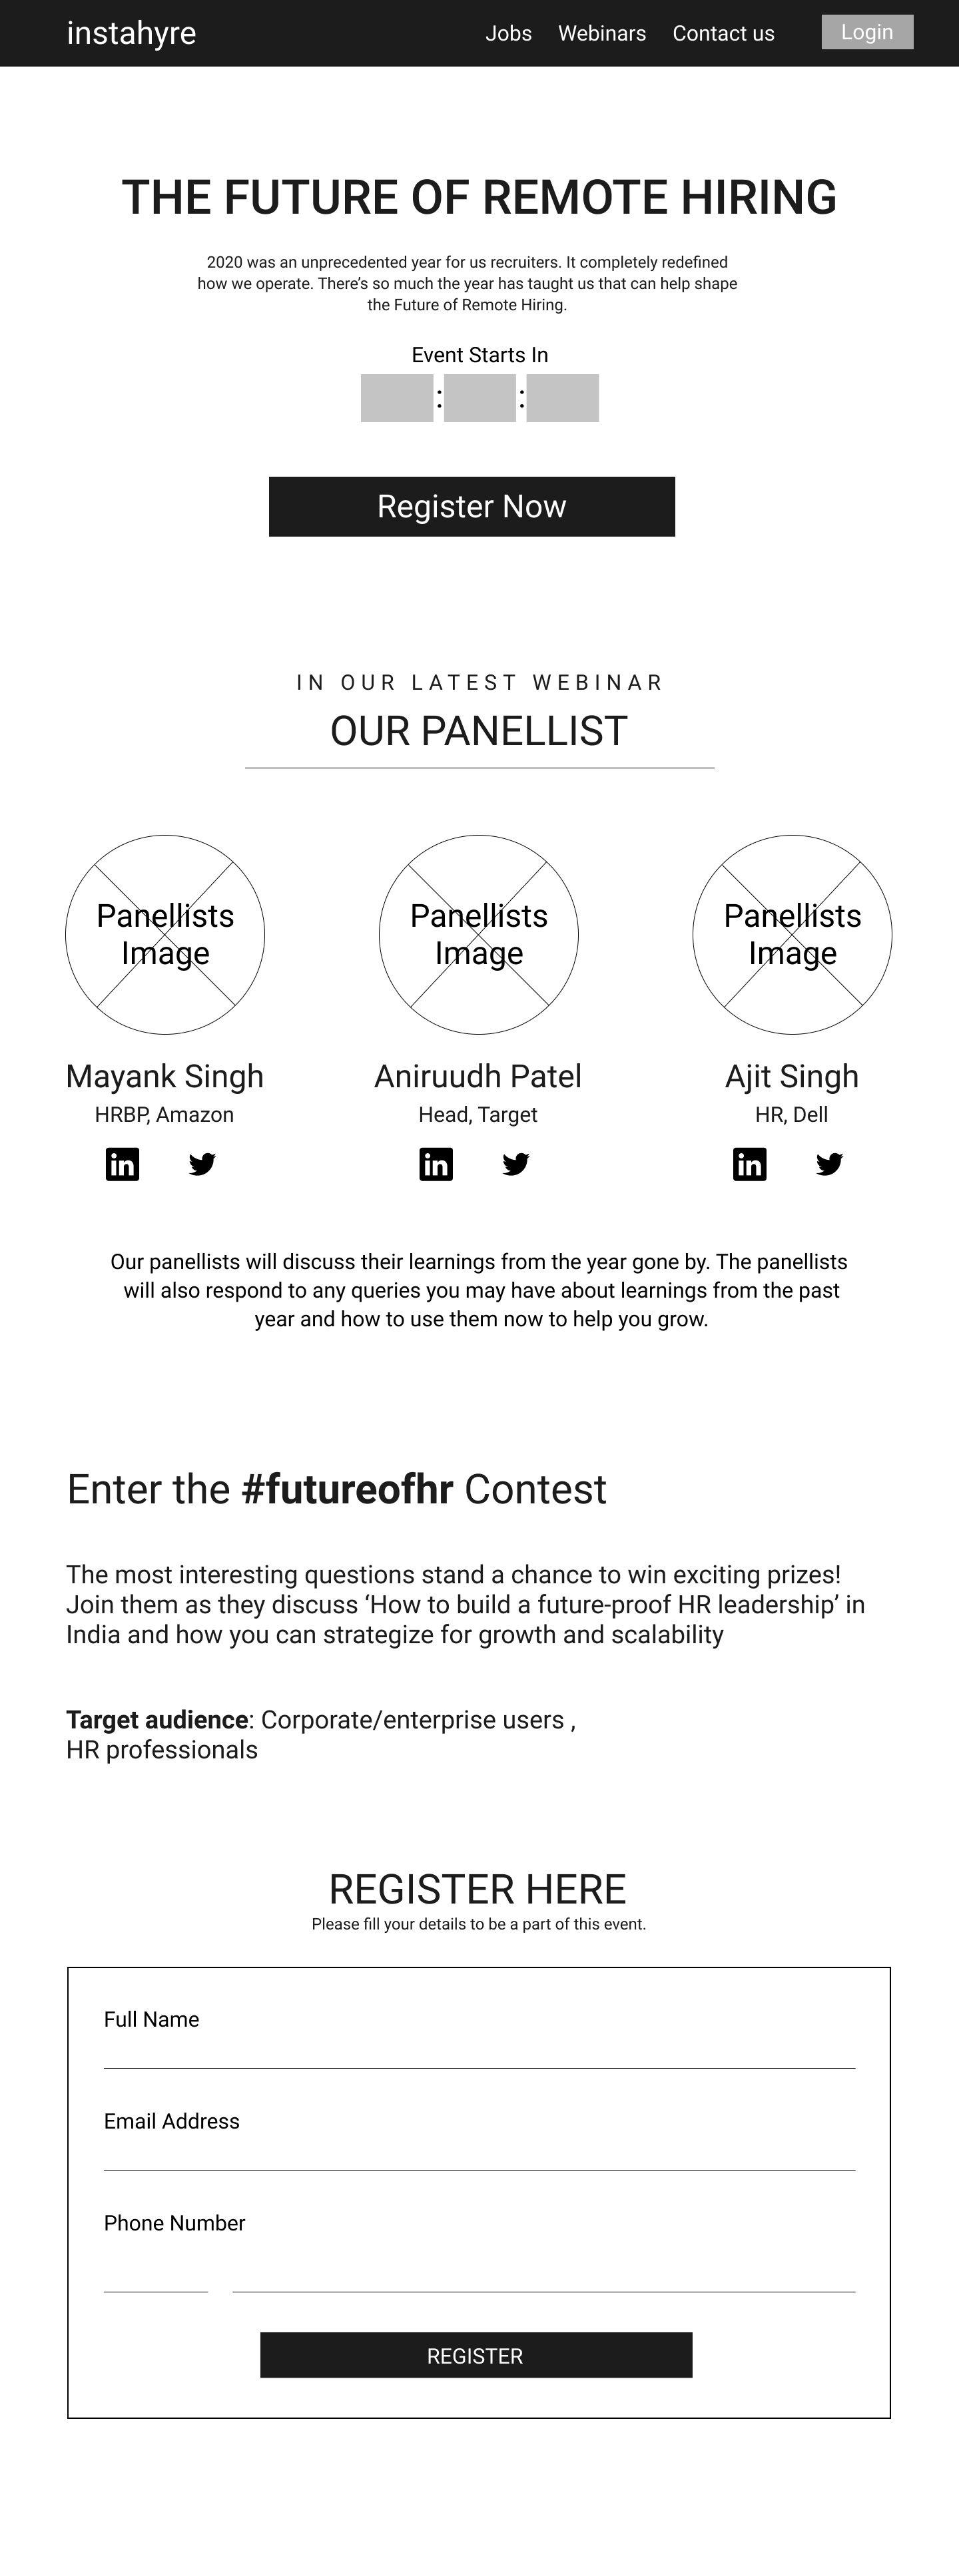 instahyre
Jobs Webinars Contact us Login
THE FUTURE OF REMOTE HIRING
2020 was an unprecedented year for us recruiters. It completely redefined
how we operate. There’s so much the year has taught us that can help shape
the Future of Remote Hiring.
Event Starts In
: :
Register Now
IN OUR LATEST WEBINAR
OUR PANELLIST
Panellists
Image
Panellists
Image
Panellists
Image
Mayank Singh
HRBP, Amazon
in
Aniruudh Patel
Head, Target
in
Ajit Singh
HR, Dell
in
Our panellists will discuss their learnings from the year gone by. The panellists
will also respond to any queries you may have about learnings from the past
year and how to use them now to help you grow.
Enter the #futureofhr Contest
The most interesting questions stand a chance to win exciting prizes!
Join them as they discuss ‘How to build a future-proof HR leadership’ in
India and how you can strategize for growth and scalability
Target audience: Corporate/enterprise users ,
HR professionals
REGISTER HERE
Please fill your details to be a part of this event.
Full Name
Email Address
Phone Number
REGISTER